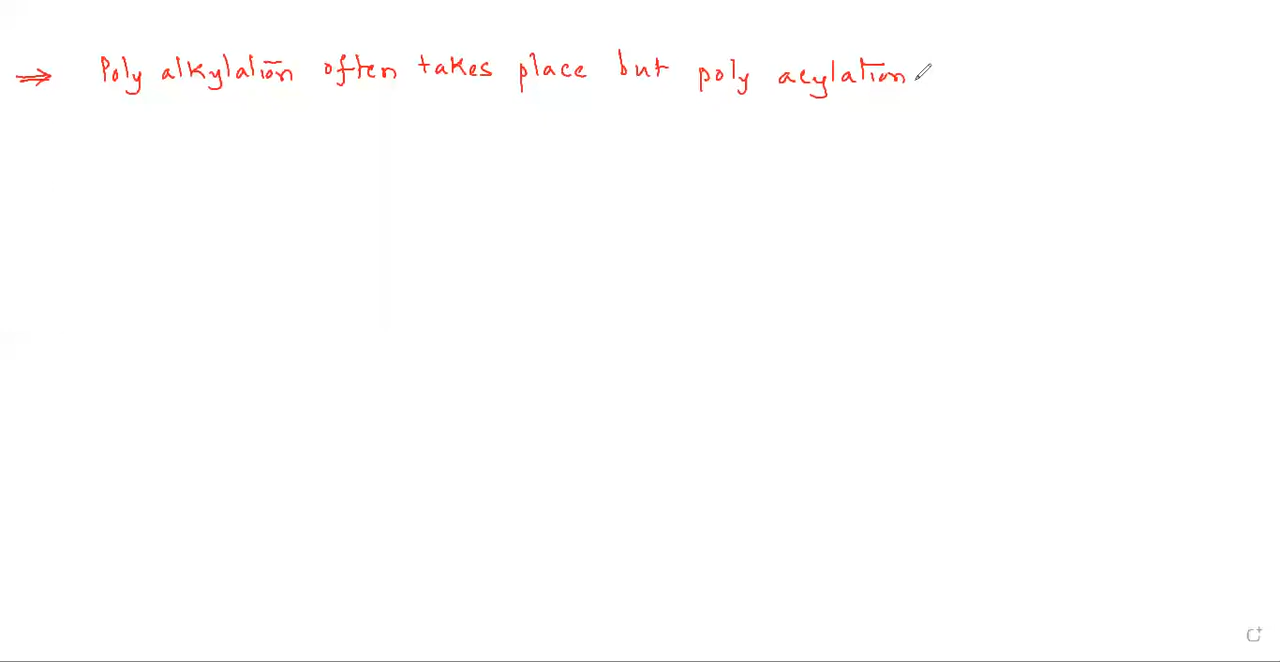 ⇒ Poly alkylation often takes place but poly acylation